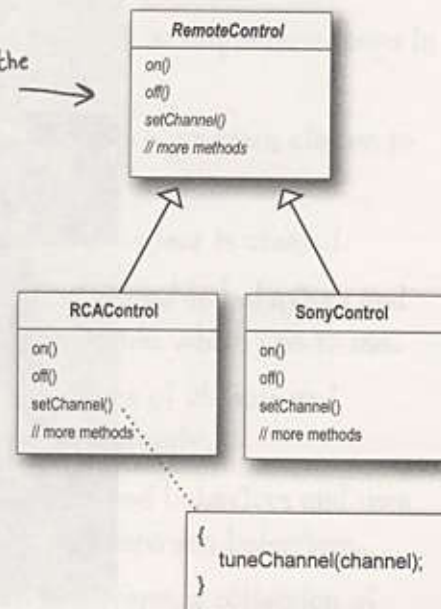 the
RemoteControl
on()
off()
setChannel()
// more methods
RCAControl
on()
off()
setChannel()
// more methods
SonyControl
on()
off()
setChannel()
// more methods
{
tuneChannel(channel);
}